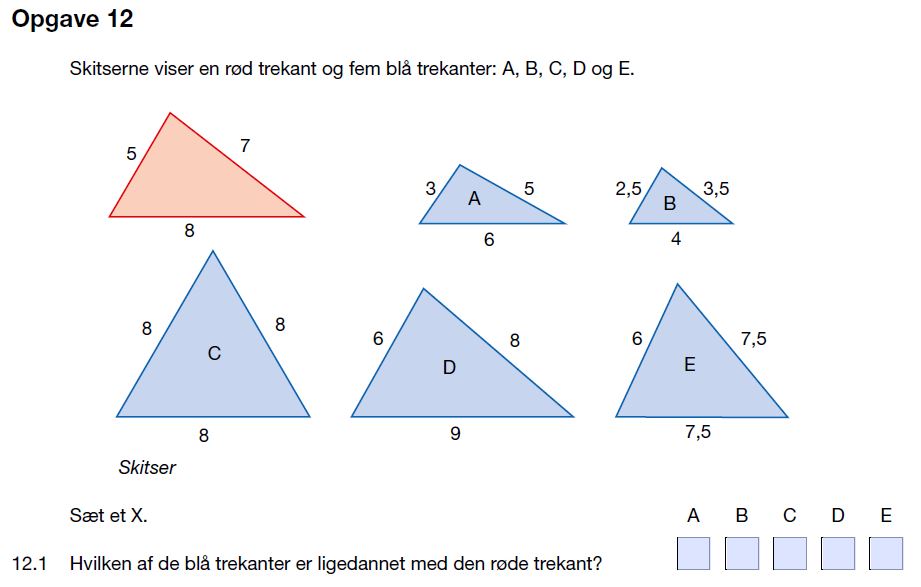 Opgave 12
Skitserne viser en rød trekant og fem blå trekanter: A, B, C, D og E.
5
7
8
3
A
5
6
2,5
B
3,5
4
8
C
8
8
6
D
8
9
6
E
7,5
7,5
Skitser
Sæt et X.
A B C D E
12.1 Hvilken af de blå trekanter er ligedannet med den røde trekant?